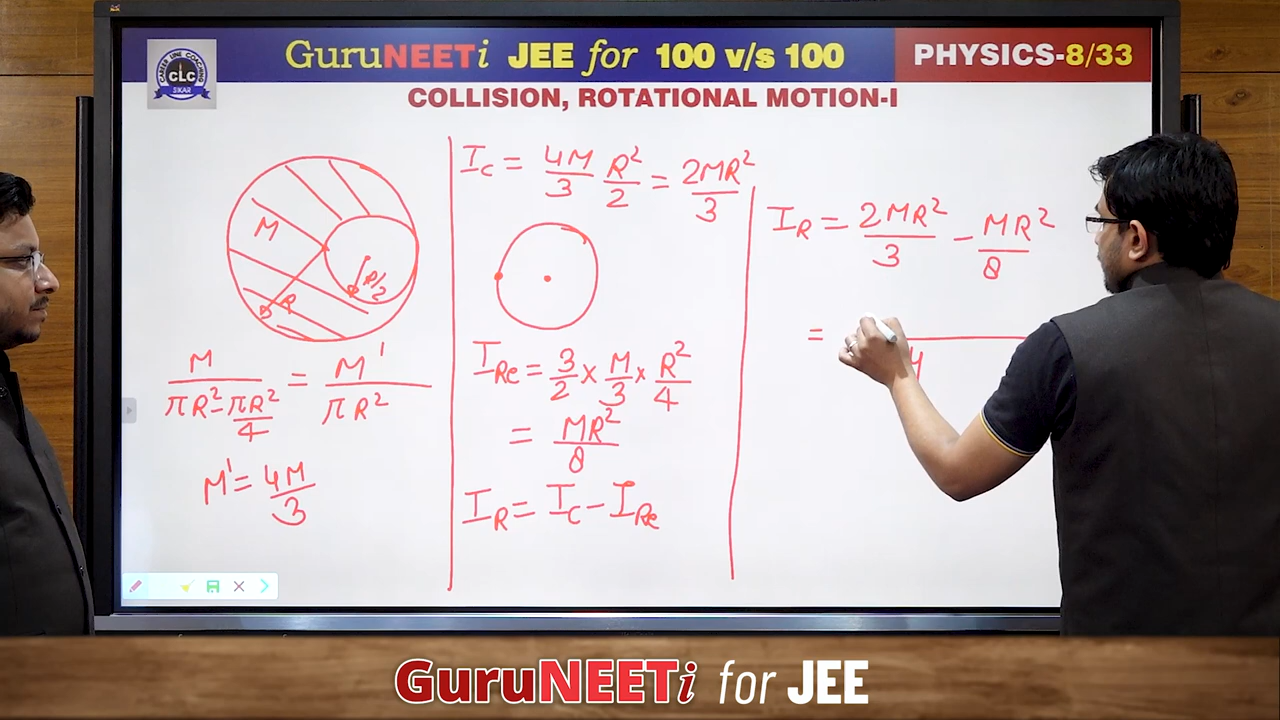 GuruNEETi JEE for 100 v/s 100
PHYSICS-8/33
CAREER LINE COACHING
CLC
SIKAR
COLLISION, ROTATIONAL MOTION-I
M
R
R/2
M/(πR² - πR²/4) = M'/(πR²)
M' = 4M/3
I_C = 4M/3 R²/2 = 2MR²/3
I_Re = 3/2 × M/3 × R²/4
= MR²/8
I_R = I_C - I_Re
I_R = 2MR²/3 - MR²/8
=
GuruNEETi for JEE